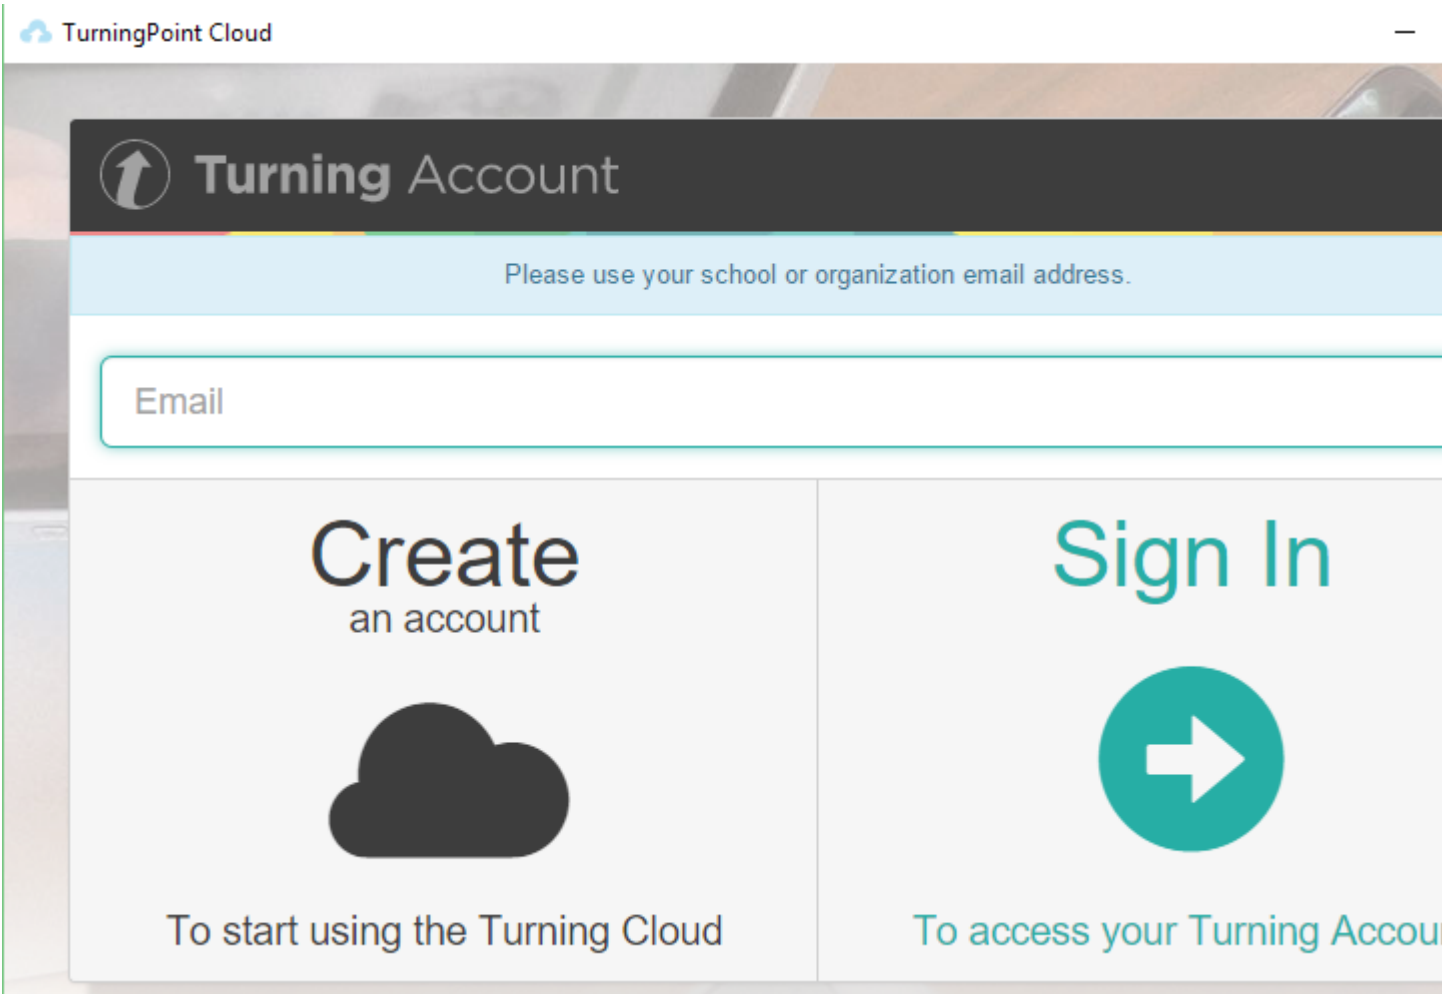 TurningPoint Cloud
Turning Account
Please use your school or organization email address.
Email
Create
an account
Sign In
To start using the Turning Cloud
To access your Turning Accou